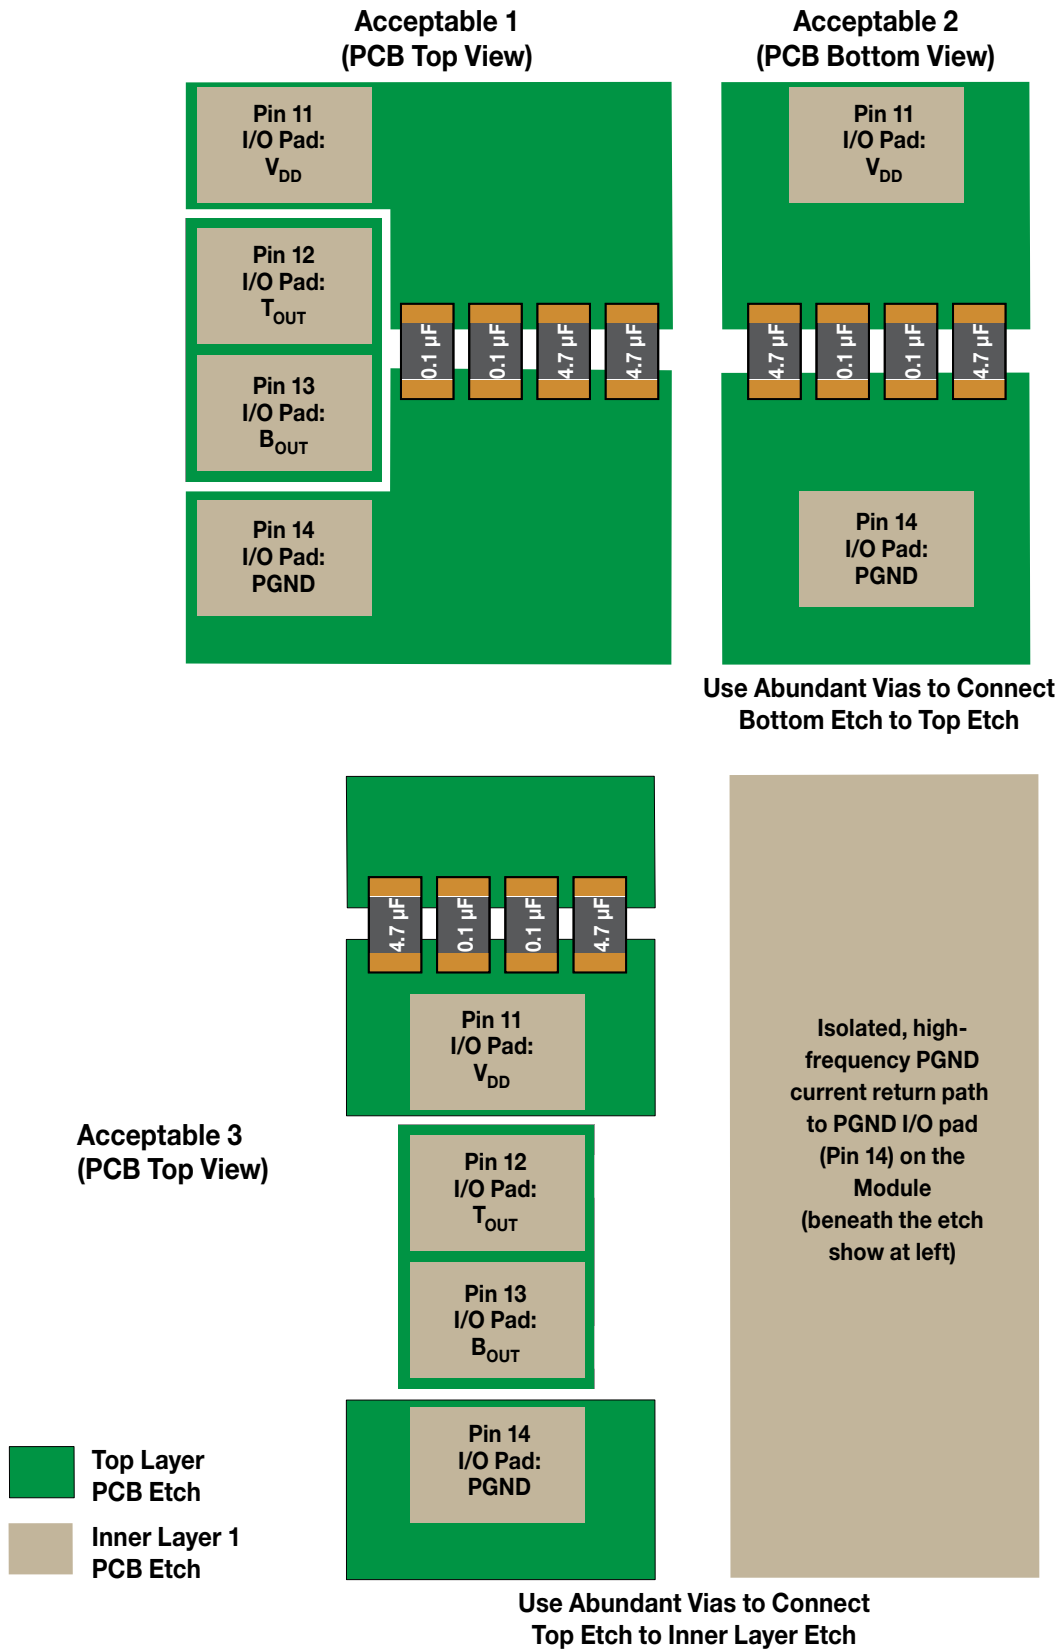 Acceptable 1
(PCB Top View)
Pin 11
I/O Pad:
VDD
Pin 12
I/O Pad:
TOUT
Pin 13
I/O Pad:
BOUT
Pin 14
I/O Pad:
PGND
0.1 µF
0.1 µF
4.7 µF
4.7 µF
Acceptable 2
(PCB Bottom View)
Pin 11
I/O Pad:
VDD
4.7 µF
0.1 µF
0.1 µF
4.7 µF
Pin 14
I/O Pad:
PGND
Use Abundant Vias to Connect
Bottom Etch to Top Etch
Acceptable 3
(PCB Top View)
4.7 µF
0.1 µF
0.1 µF
4.7 µF
Pin 11
I/O Pad:
VDD
Pin 12
I/O Pad:
TOUT
Pin 13
I/O Pad:
BOUT
Pin 14
I/O Pad:
PGND
Isolated, high-
frequency PGND
current return path
to PGND I/O pad
(Pin 14) on the
Module
(beneath the etch
show at left)
Top Layer
PCB Etch
Inner Layer 1
PCB Etch
Use Abundant Vias to Connect
Top Etch to Inner Layer Etch